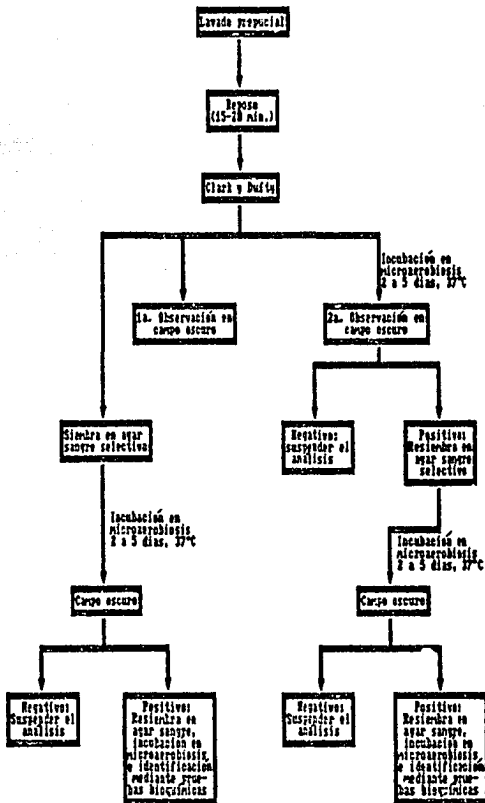 Lavado prepucial
Reposo
(15-20 min.)
Clark y Dufty
Incubación en
microaerobiosis
2 a 5 días, 37°C
1a. Observación en
campo oscuro
2a. Observación en
campo oscuro
Siembra en agar
sangre selectivo
Negativo:
suspender el
análisis
Positivo:
Resiembra en
agar sangre
selectivo
Incubación en
microaerobiosis
2 a 5 días, 37°C
Incubación en
microaerobiosis
2 a 5 días, 37°C
Campo oscuro
Campo oscuro
Negativo:
Suspender el
análisis
Positivo:
Resiembra en
agar sangre,
incubación en
microaerobiosis,
e identificación
mediante prue-
bas bioquímicas
Negativo:
Suspender el
análisis
Positivo:
Resiembra en
agar sangre,
incubación en
microaerobiosis,
e identificación
mediante prue-
bas bioquímicas